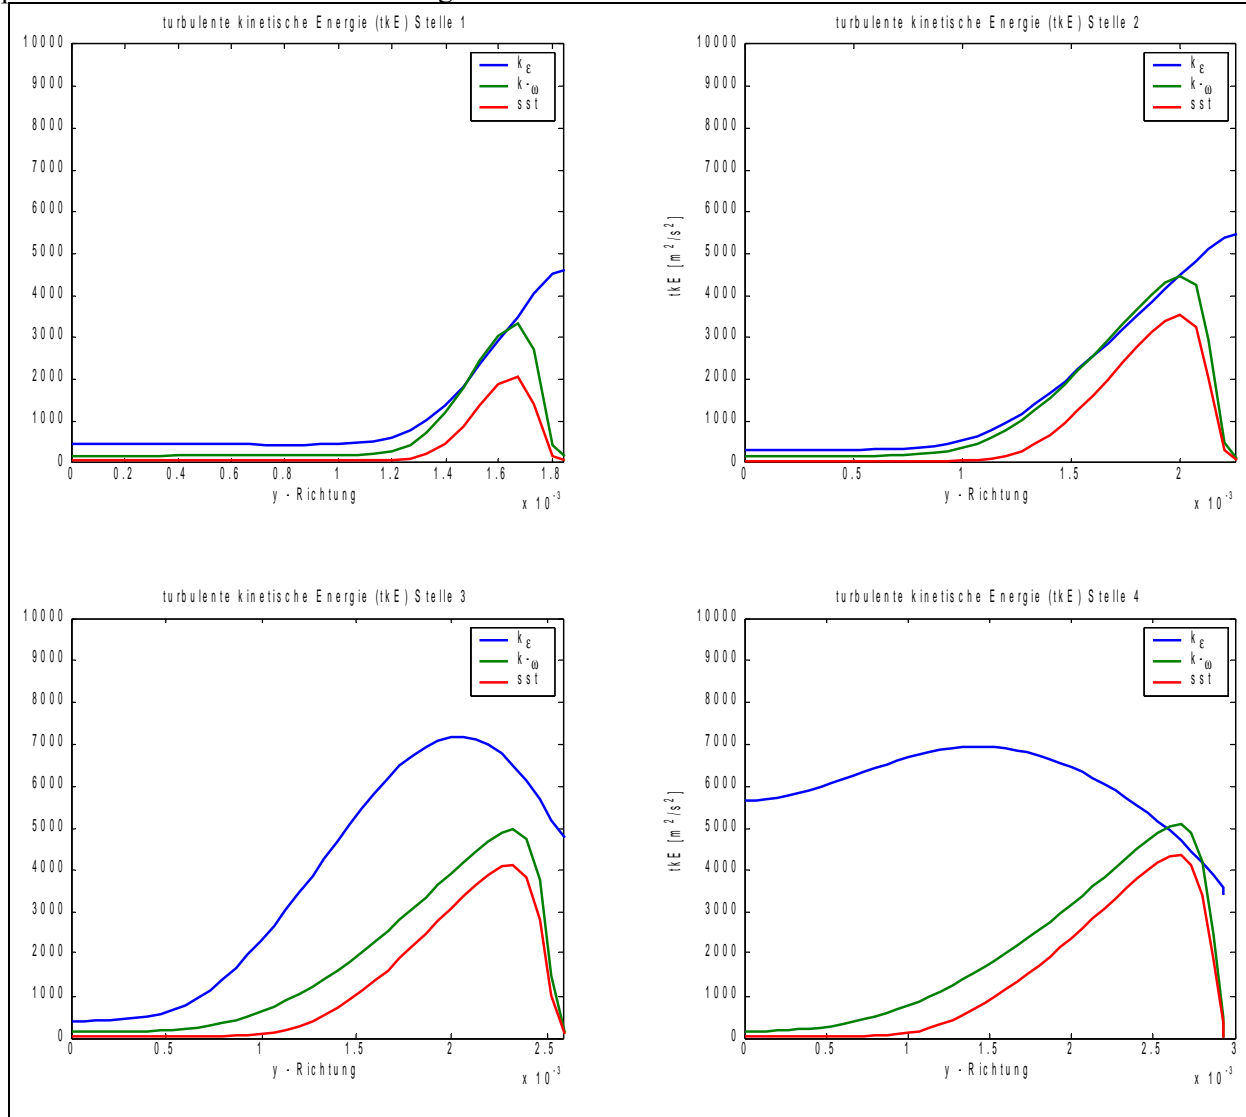 turbulente kinetische Energie (tkE) Stelle 1
10000
9000
8000
7000
6000
5000
4000
3000
2000
1000
0
k ε
k-ω
sst
0 0.2 0.4 0.6 0.8 1 1.2 1.4 1.6 1.8
y - Richtung
x 10⁻³
turbulente kinetische Energie (tkE) Stelle 2
tkE [m²/s²]
10000
9000
8000
7000
6000
5000
4000
3000
2000
1000
0
k ε
k-ω
sst
0 0.5 1 1.5 2
y - Richtung
x 10⁻³
turbulente kinetische Energie (tkE) Stelle 3
10000
9000
8000
7000
6000
5000
4000
3000
2000
1000
0
k ε
k-ω
sst
0 0.5 1 1.5 2 2.5
y - Richtung
x 10⁻³
turbulente kinetische Energie (tkE) Stelle 4
tkE [m²/s²]
10000
9000
8000
7000
6000
5000
4000
3000
2000
1000
0
k ε
k-ω
sst
0 0.5 1 1.5 2 2.5 3
y - Richtung
x 10⁻³